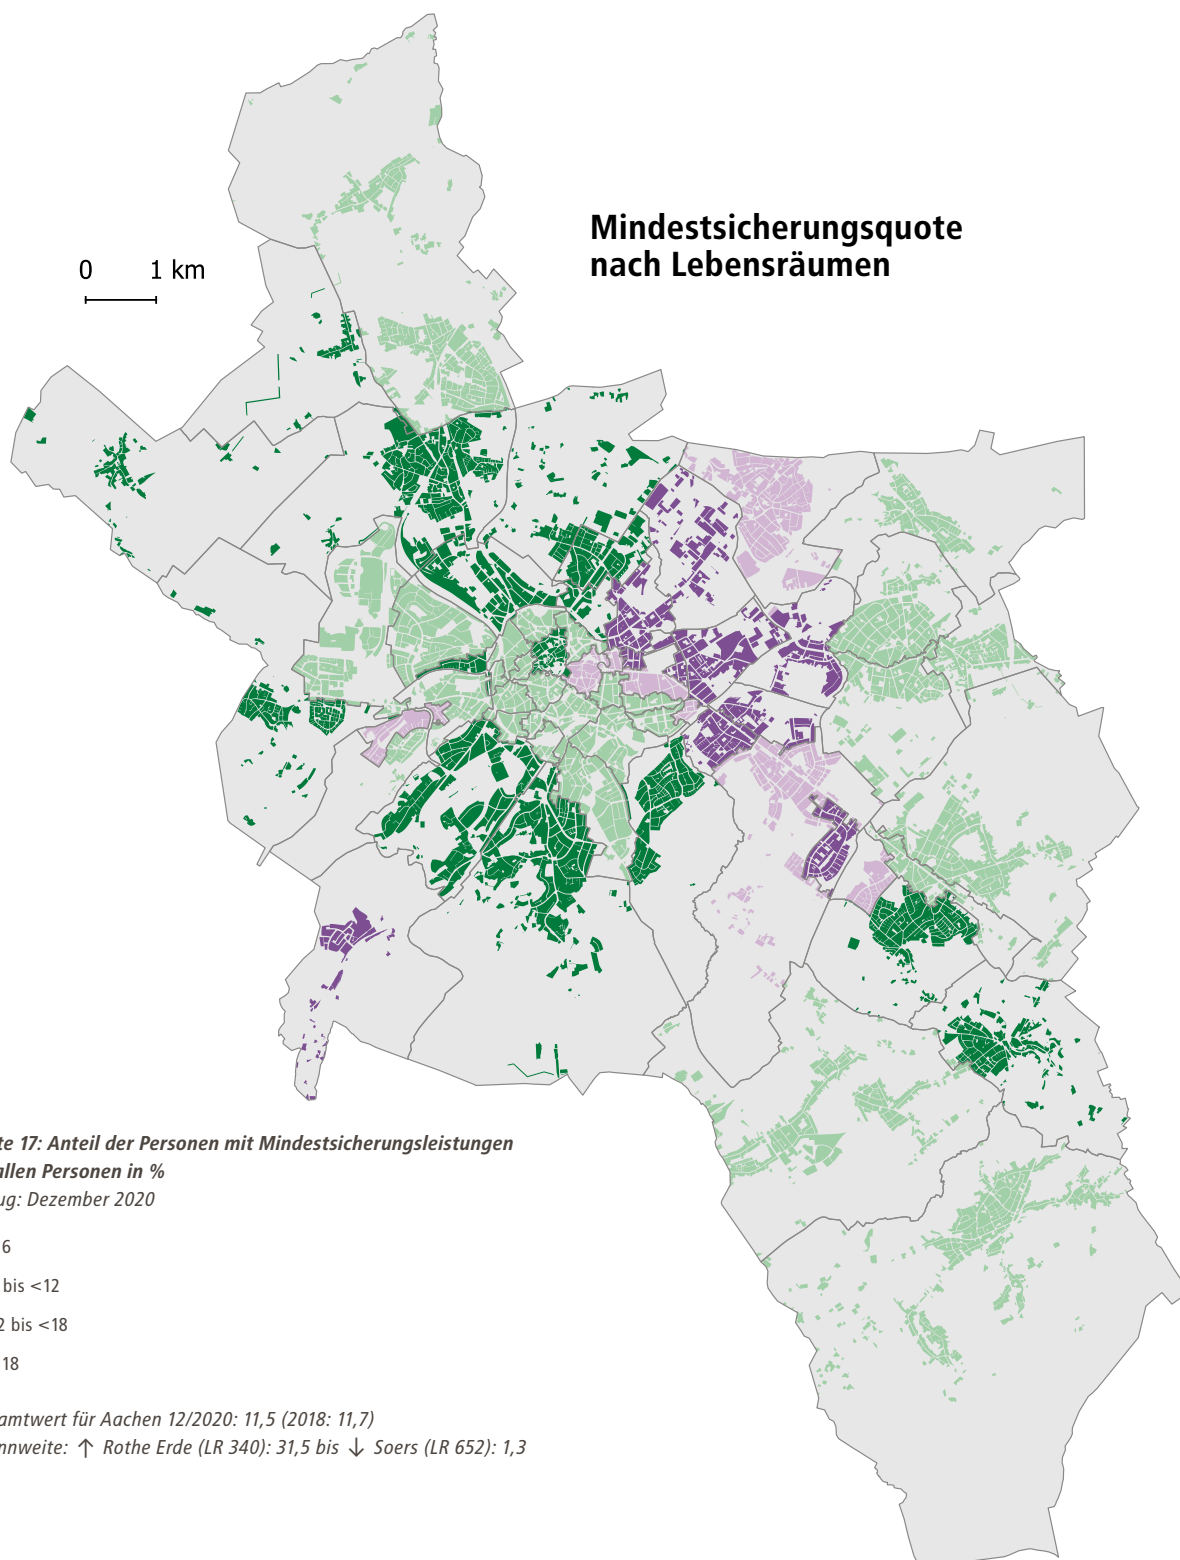 Mindestsicherungsquote
nach Lebensräumen
0 1 km
te 17: Anteil der Personen mit Mindestsicherungsleistungen
allen Personen in %
ug: Dezember 2020
6
bis <12
2 bis <18
18
amtwert für Aachen 12/2020: 11,5 (2018: 11,7)
nnweite: ↑ Rothe Erde (LR 340): 31,5 bis ↓ Soers (LR 652): 1,3